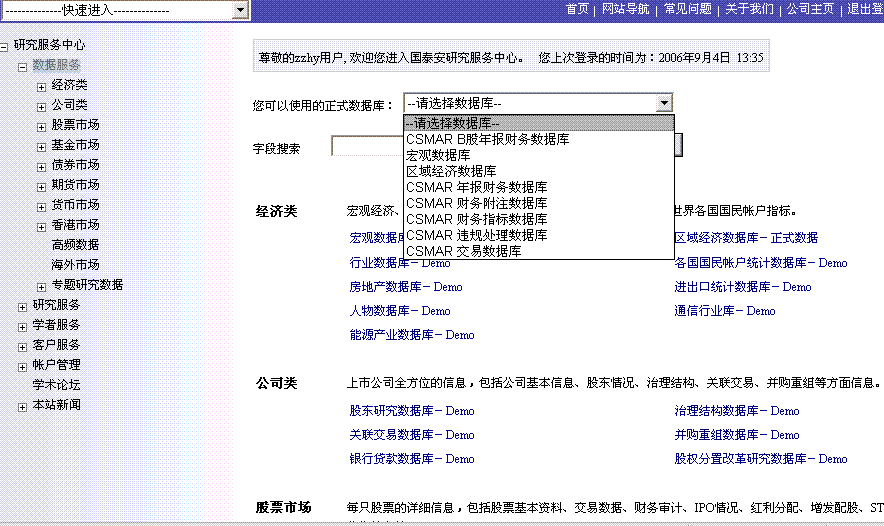 --------------快速进入--------------
首页 | 网站导航 | 常见问题 | 关于我们 | 公司主页 | 退出登
研究服务中心
数据服务
经济类
公司类
股票市场
基金市场
债券市场
期货市场
货币市场
香港市场
高频数据
海外市场
专题研究数据
研究服务
学者服务
客户服务
帐户管理
学术论坛
本站新闻
尊敬的zzhy用户, 欢迎您进入国泰安研究服务中心。 您上次登录的时间为：2006年9月4日 13:35
您可以使用的正式数据库： --请选择数据库--
--请选择数据库--
CSMAR B股年报财务数据库
宏观数据库
区域经济数据库
CSMAR 年报财务数据库
CSMAR 财务附注数据库
CSMAR 财务指标数据库
CSMAR 违规处理数据库
CSMAR 交易数据库
字段搜索
经济类 宏观经济、 世界各国国民帐户指标。
宏观数据库 区域经济数据库－正式数据
行业数据库－Demo 各国国民帐户统计数据库－Demo
房地产数据库－Demo 进出口统计数据库－Demo
人物数据库－Demo 通信行业库－Demo
能源产业数据库－Demo
公司类 上市公司全方位的信息，包括公司基本信息、股东情况、治理结构、关联交易、并购重组等方面信息。
股东研究数据库－Demo 治理结构数据库－Demo
关联交易数据库－Demo 并购重组数据库－Demo
银行贷款数据库－Demo 股权分置改革研究数据库－Demo
股票市场 每只股票的详细信息，包括股票基本资料、交易数据、财务审计、IPO情况、红利分配、增发配股、ST